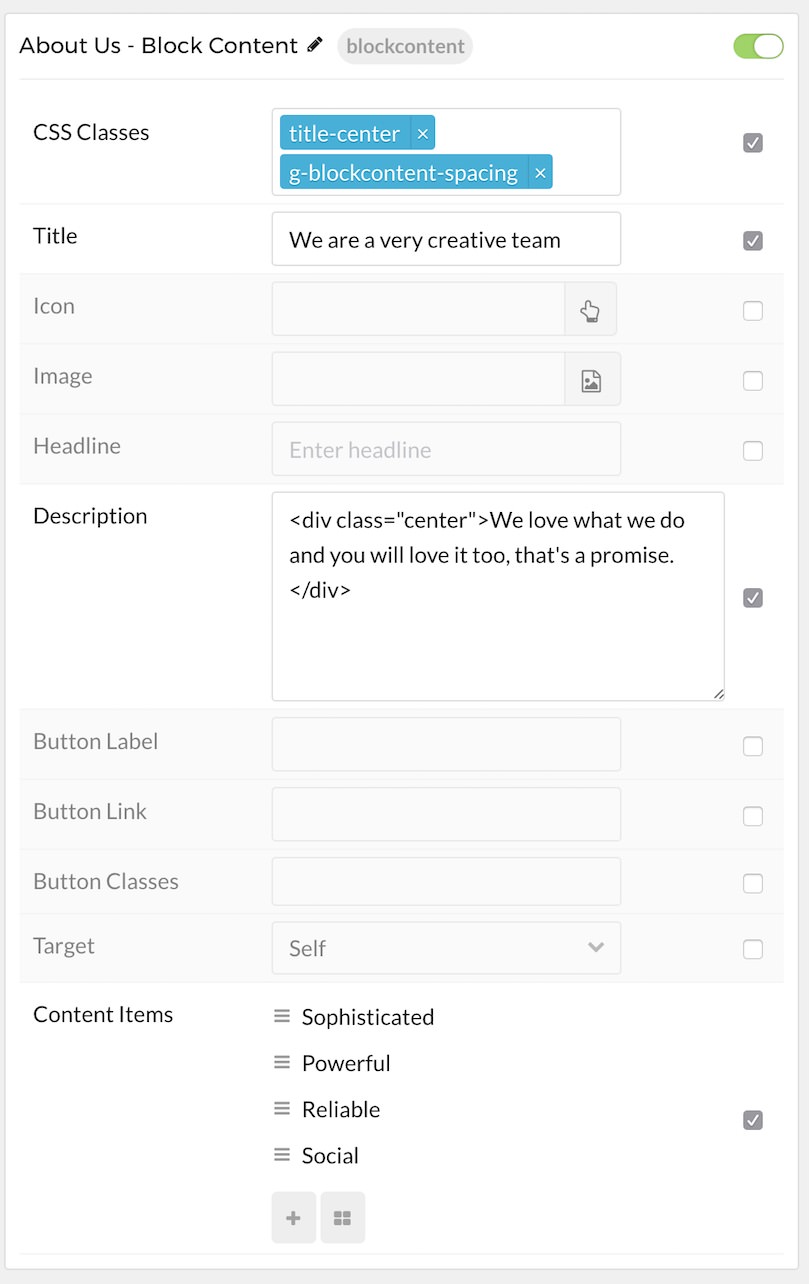 About Us - Block Content blockcontent
CSS Classes
title-center ×
g-blockcontent-spacing ×
Title
We are a very creative team
Icon
Image
Headline
Enter headline
Description
<div class="center">We love what we do
and you will love it too, that's a promise.
</div>
Button Label
Button Link
Button Classes
Target
Self
Content Items
Sophisticated
Powerful
Reliable
Social